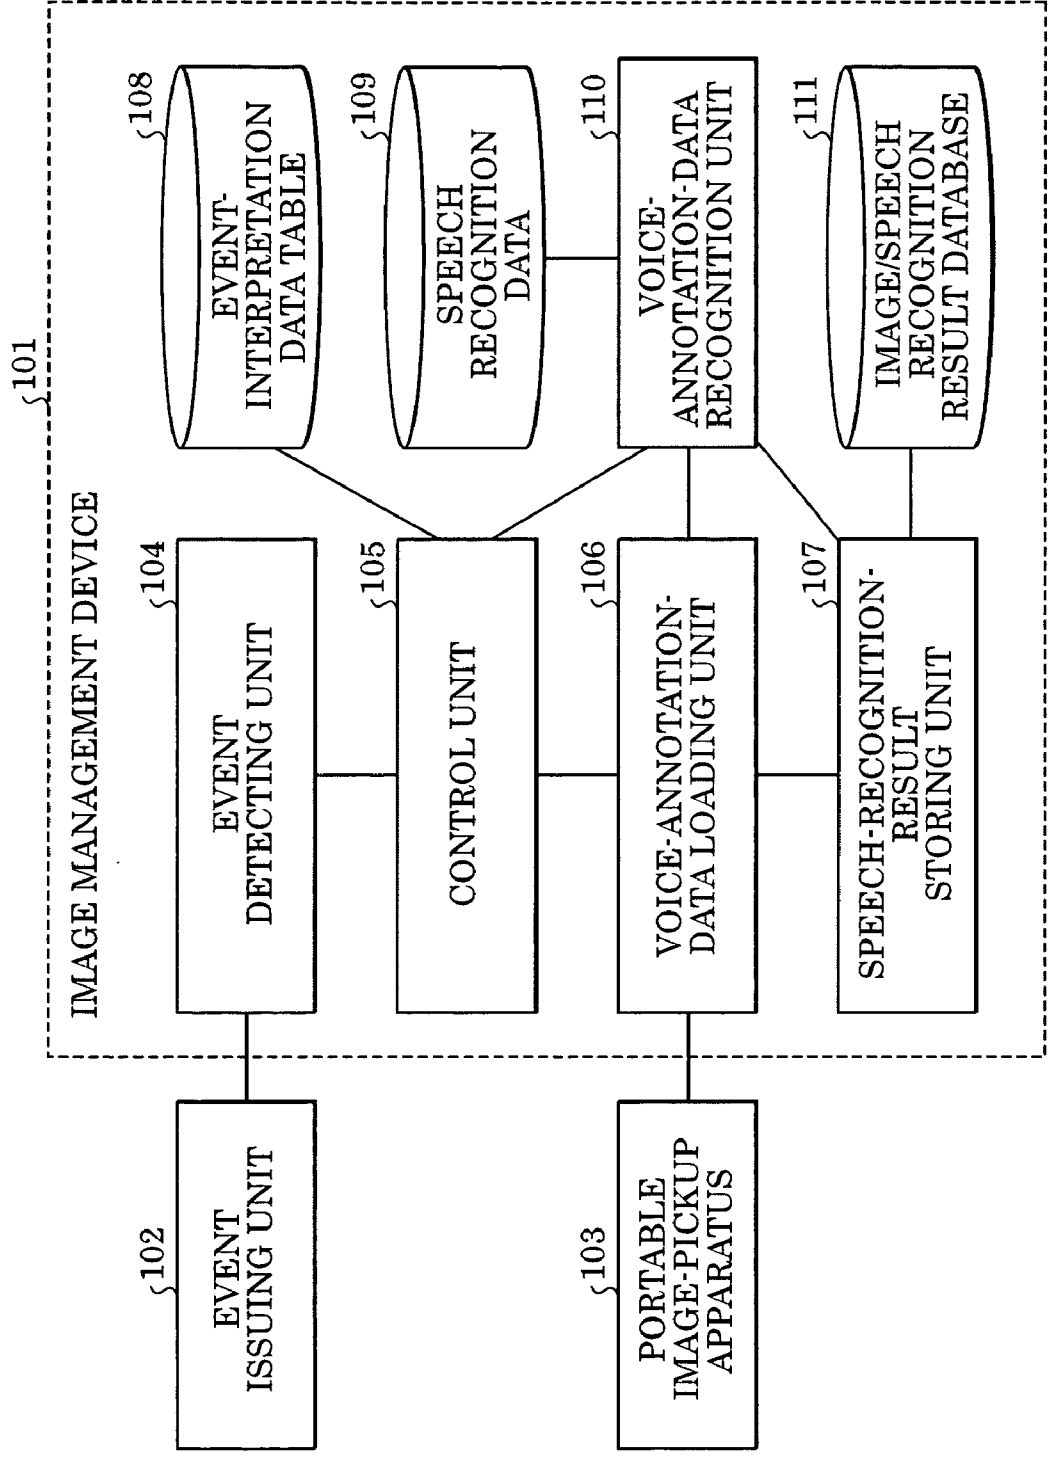 101
IMAGE MANAGEMENT DEVICE
102
EVENT
ISSUING UNIT
104
EVENT
DETECTING UNIT
108
EVENT-
INTERPRETATION
DATA TABLE
105
CONTROL UNIT
109
SPEECH
RECOGNITION
DATA
103
PORTABLE
IMAGE-PICKUP
APPARATUS
106
VOICE-ANNOTATION-
DATA LOADING UNIT
110
VOICE-
ANNOTATION-DATA
RECOGNITION UNIT
107
SPEECH-RECOGNITION-
RESULT
STORING UNIT
111
IMAGE/SPEECH
RECOGNITION
RESULT DATABASE